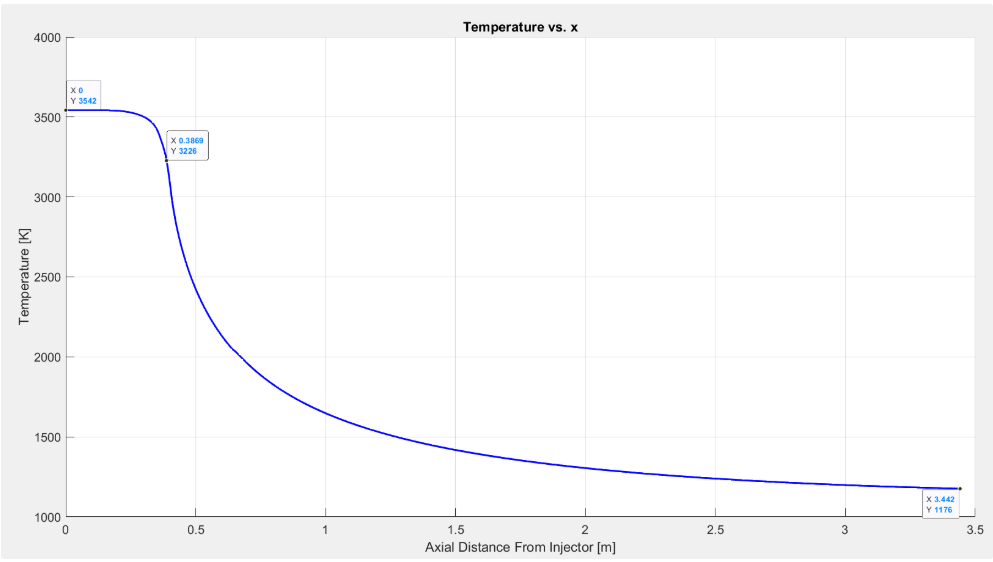 Temperature vs. x
4000
3500
3000
2500
2000
1500
1000
Temperature [K]
X 0
Y 3542
X 0.3869
Y 3226
X 3.442
Y 1176
0 0.5 1 1.5 2 2.5 3 3.5
Axial Distance From Injector [m]